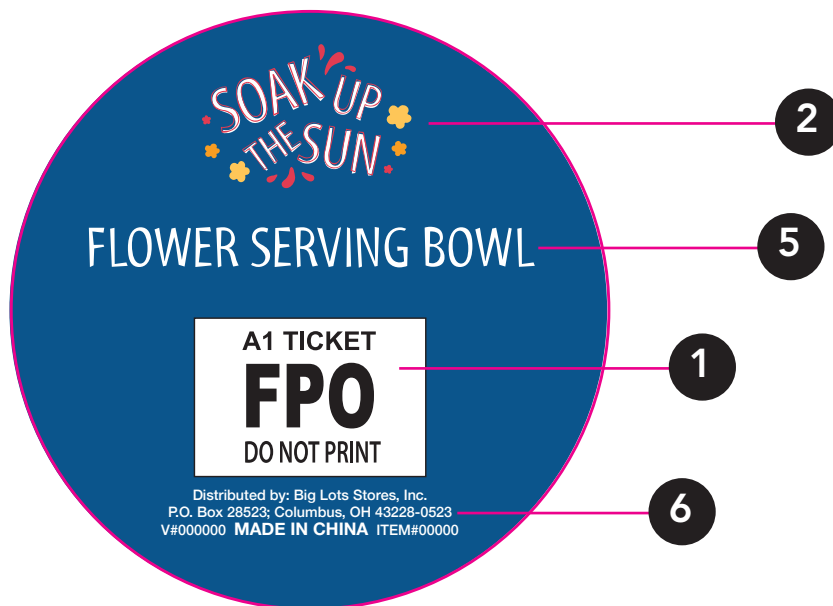 SOAK UP
THE SUN
2
FLOWER SERVING BOWL
5
A1 TICKET
FPO
DO NOT PRINT
1
Distributed by: Big Lots Stores, Inc.
P.O. Box 28523; Columbus, OH 43228-0523
V#000000 MADE IN CHINA ITEM#00000
6